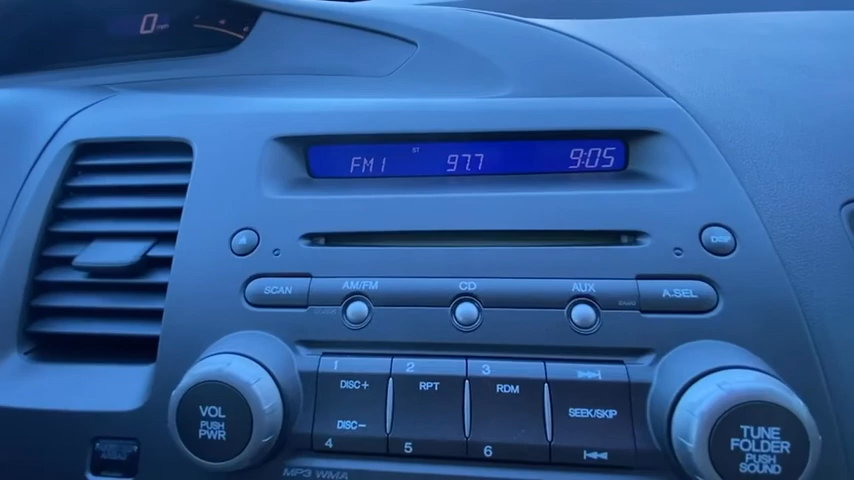 0
ST
FM1 97.7 9:05
DISP
SCAN
AM/FM
CD
AUX
A.SEL
1 2 3
DISC+ RPT RDM
DISC- SEEK/SKIP
4 5 6
VOL
PUSH
PWR
TUNE
FOLDER
PUSH
SOUND
MP3 WMA